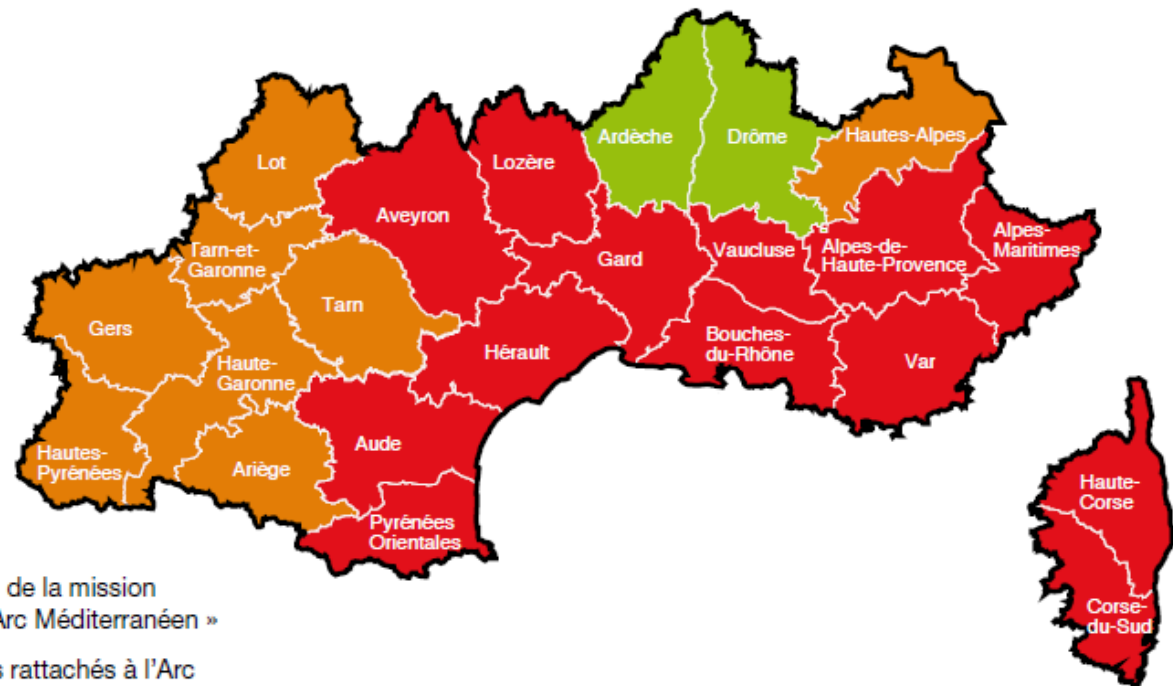 Ardèche
Drôme
Hautes-Alpes
Lot
Lozère
Aveyron
Alpes-
Maritimes
Tarn-et-
Garonne
Gard
Vaucluse
Alpes-de-
Haute-Provence
Tarn
Gers
Hérault
Bouches-
du-Rhône
Var
Haute-
Garonne
Aude
Hautes-
Pyrénées
Ariège
Haute-
Corse
Pyrénées
Orientales
de la mission
Arc Méditerranéen »
Corse-
du-Sud
rattachés à l'Arc